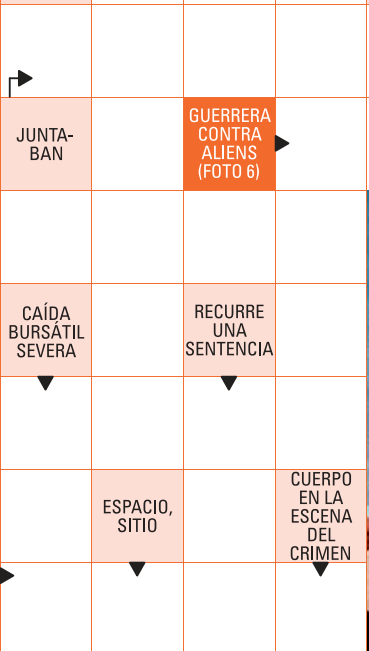 JUNTA-
BAN
GUERRERA
CONTRA
ALIENS
(FOTO 6)
CAÍDA
BURSÁTIL
SEVERA
RECURRE
UNA
SENTENCIA
ESPACIO,
SITIO
CUERPO
EN LA
ESCENA
DEL
CRIMEN